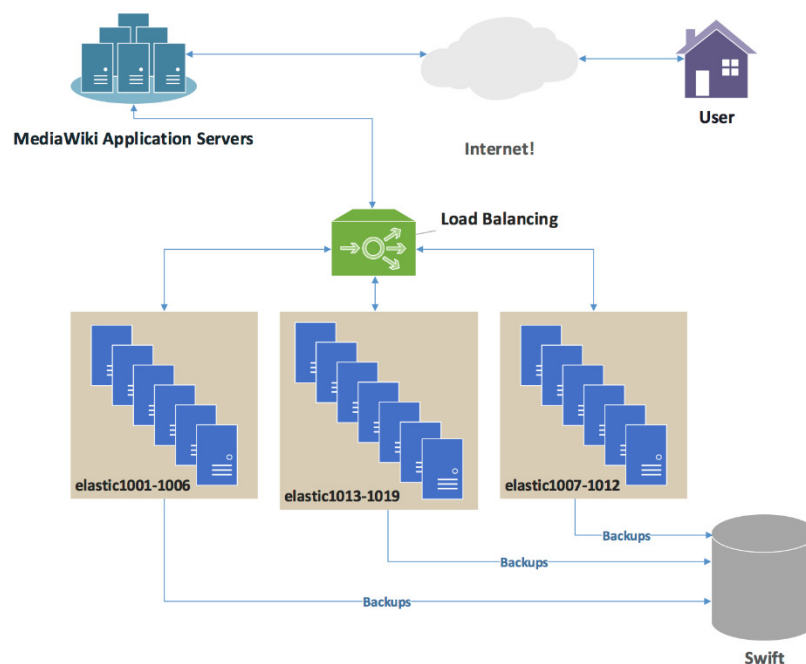 User
MediaWiki Application Servers
Internet!
Load Balancing
elastic1001-1006
elastic1013-1019
elastic1007-1012
Backups
Backups
Backups
Swift